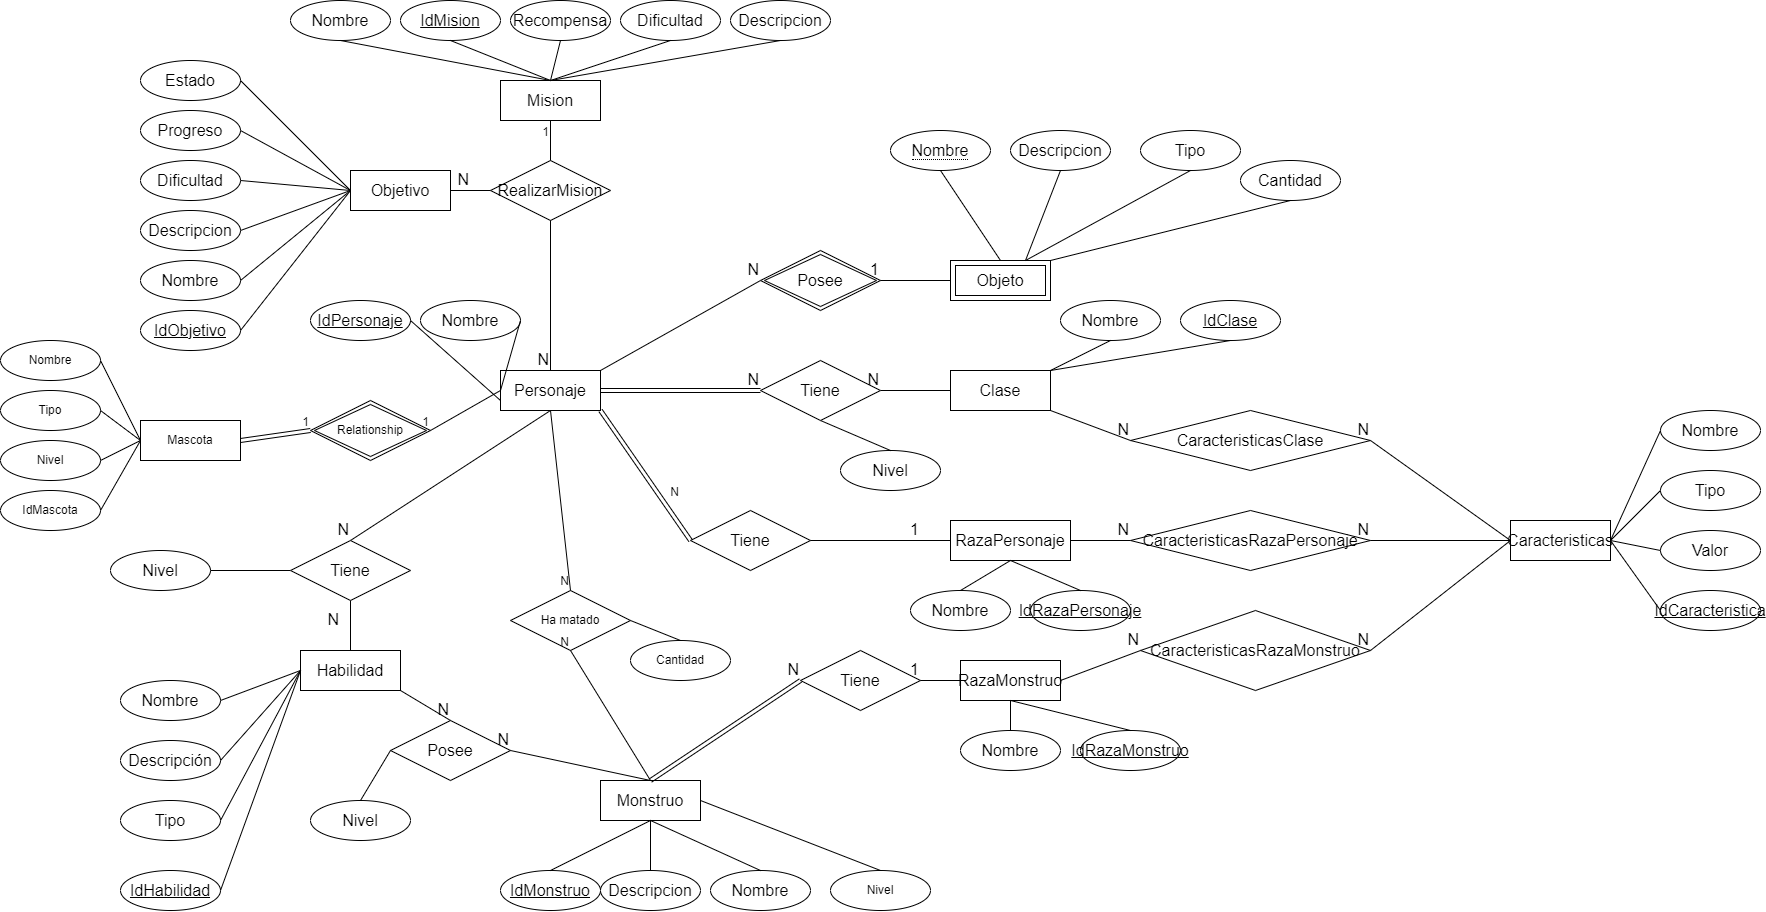 Nombre
IdMision
Recompensa
Dificultad
Descripcion
Mision
1
Estado
Progreso
Dificultad
Descripcion
Nombre
IdObjetivo
Objetivo
N
RealizarMision
N
Nombre
Descripcion
Tipo
Cantidad
N
Posee
1
Objeto
IdPersonaje
Nombre
Personaje
Nombre
IdClase
N
Tiene
N
Clase
Nivel
Nombre
Tipo
Nivel
IdMascota
Mascota
1
Relationship
1
N
CaracteristicasClase
N
Nombre
Tipo
Valor
IdCaracteristica
Caracteristicas
N
Tiene
1
RazaPersonaje
N
CaracteristicasRazaPersonaje
N
Nombre
IdRazaPersonaje
N
Tiene
Nivel
N
Habilidad
N
Ha matado
N
Cantidad
N
Tiene
1
RazaMonstruo
N
CaracteristicasRazaMonstruo
N
Nombre
IdRazaMonstruo
Nombre
Descripción
Tipo
IdHabilidad
N
Posee
N
Nivel
Monstruo
IdMonstruo
Descripcion
Nombre
Nivel